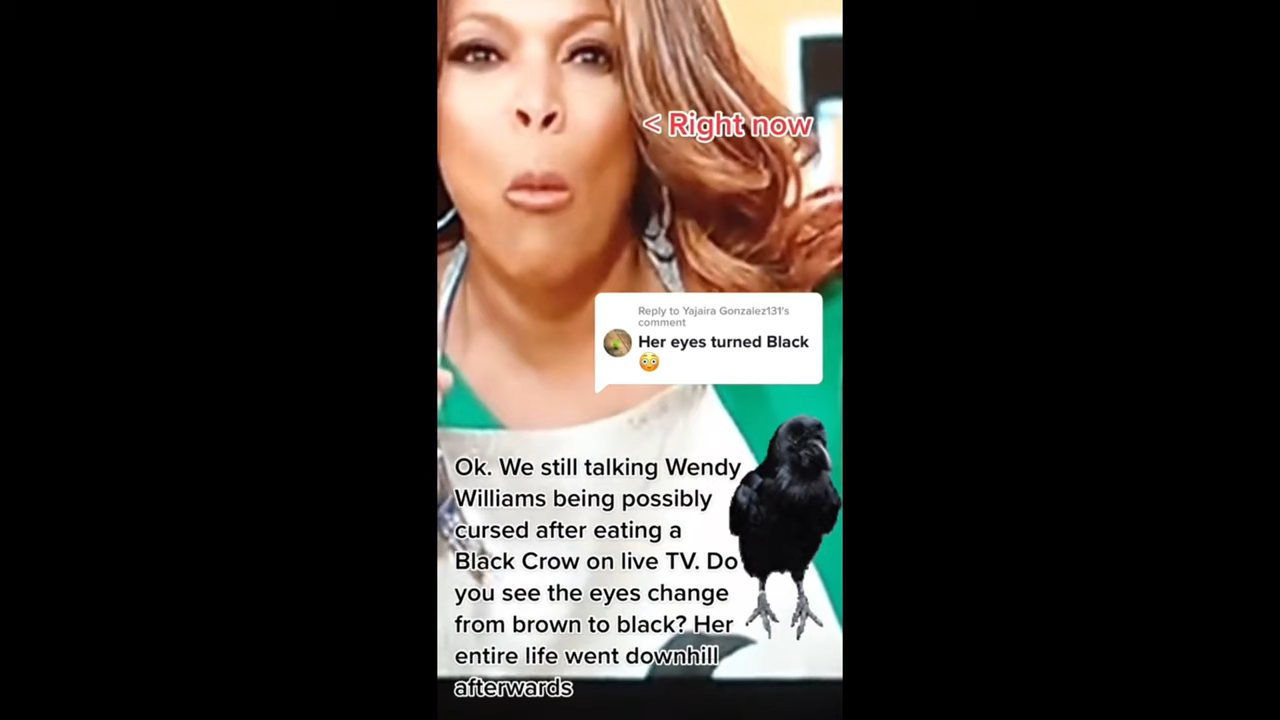 < Right now
Reply to Yajaira Gonzalez131's
comment
Her eyes turned Black
😳
Ok. We still talking Wendy
Williams being possibly
cursed after eating a
Black Crow on live TV. Do
you see the eyes change
from brown to black? Her
entire life went downhill
afterwards